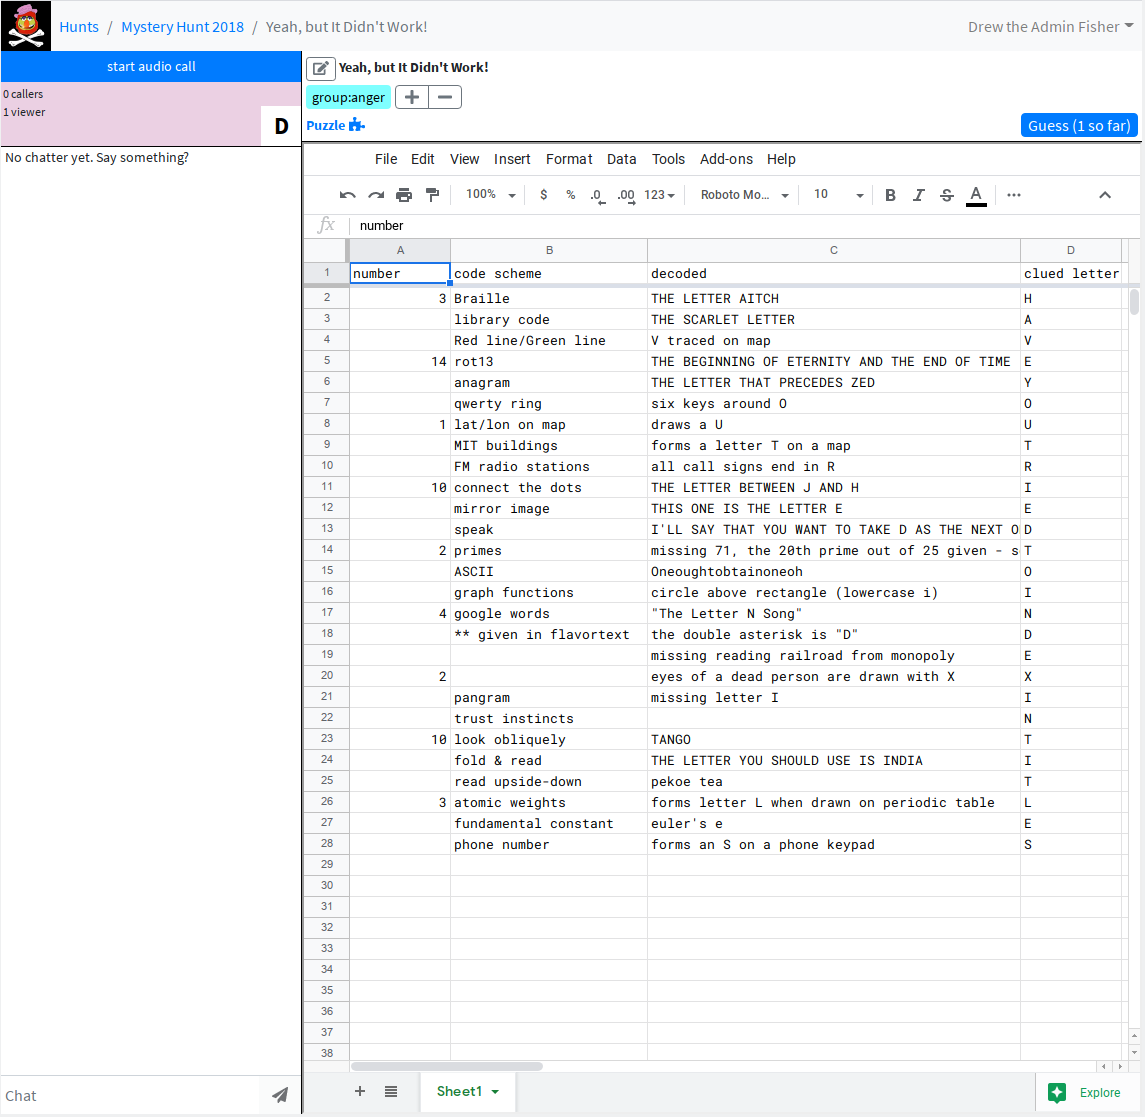 Hunts / Mystery Hunt 2018 / Yeah, but It Didn't Work!
Drew the Admin Fisher
start audio call
0 callers
1 viewer
D
No chatter yet. Say something?
Chat
Yeah, but It Didn't Work!
group:anger
Puzzle
Guess (1 so far)
File Edit View Insert Format Data Tools Add-ons Help
100% $ % .0 .00 123 Roboto Mo... 10 B I S A
fx number
A B C D
1 number code scheme decoded clued letter
2 3 Braille THE LETTER AITCH H
3 library code THE SCARLET LETTER A
4 Red line/Green line V traced on map V
5 14 rot13 THE BEGINNING OF ETERNITY AND THE END OF TIME E
6 anagram THE LETTER THAT PRECEDES ZED Y
7 qwerty ring six keys around O O
8 1 lat/lon on map draws a U U
9 MIT buildings forms a letter T on a map T
10 FM radio stations all call signs end in R R
11 10 connect the dots THE LETTER BETWEEN J AND H I
12 mirror image THIS ONE IS THE LETTER E E
13 speak I'LL SAY THAT YOU WANT TO TAKE D AS THE NEXT O D
14 2 primes missing 71, the 20th prime out of 25 given - s T
15 ASCII Oneoughtobtainoneoh O
16 graph functions circle above rectangle (lowercase i) I
17 4 google words "The Letter N Song" N
18 ** given in flavortext the double asterisk is "D" D
19 missing reading railroad from monopoly E
20 2 eyes of a dead person are drawn with X X
21 pangram missing letter I I
22 trust instincts N
23 10 look obliquely TANGO T
24 fold & read THE LETTER YOU SHOULD USE IS INDIA I
25 read upside-down pekoe tea T
26 3 atomic weights forms letter L when drawn on periodic table L
27 fundamental constant euler's e E
28 phone number forms an S on a phone keypad S
29
30
31
32
33
34
35
36
37
38
Sheet1
Explore